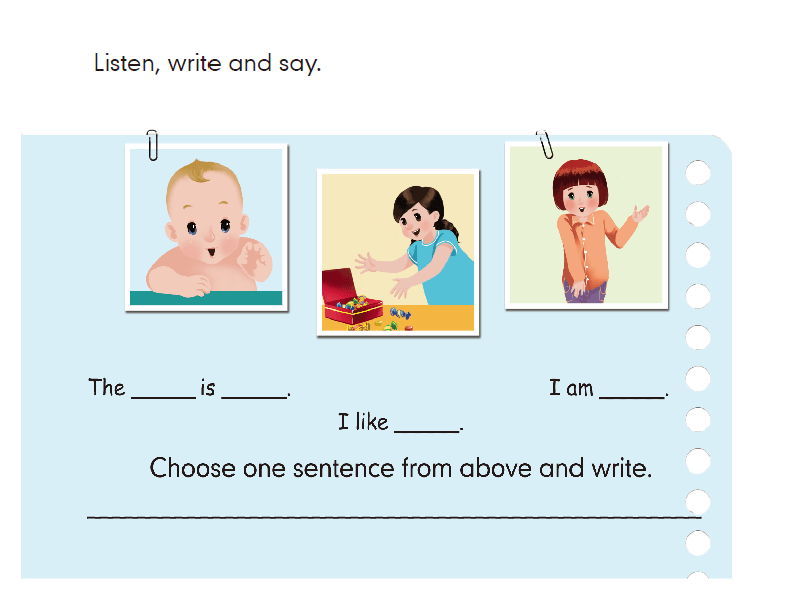 Listen, write and say.
The _____ is _____.
I am _____.
I like _____.
Choose one sentence from above and write.